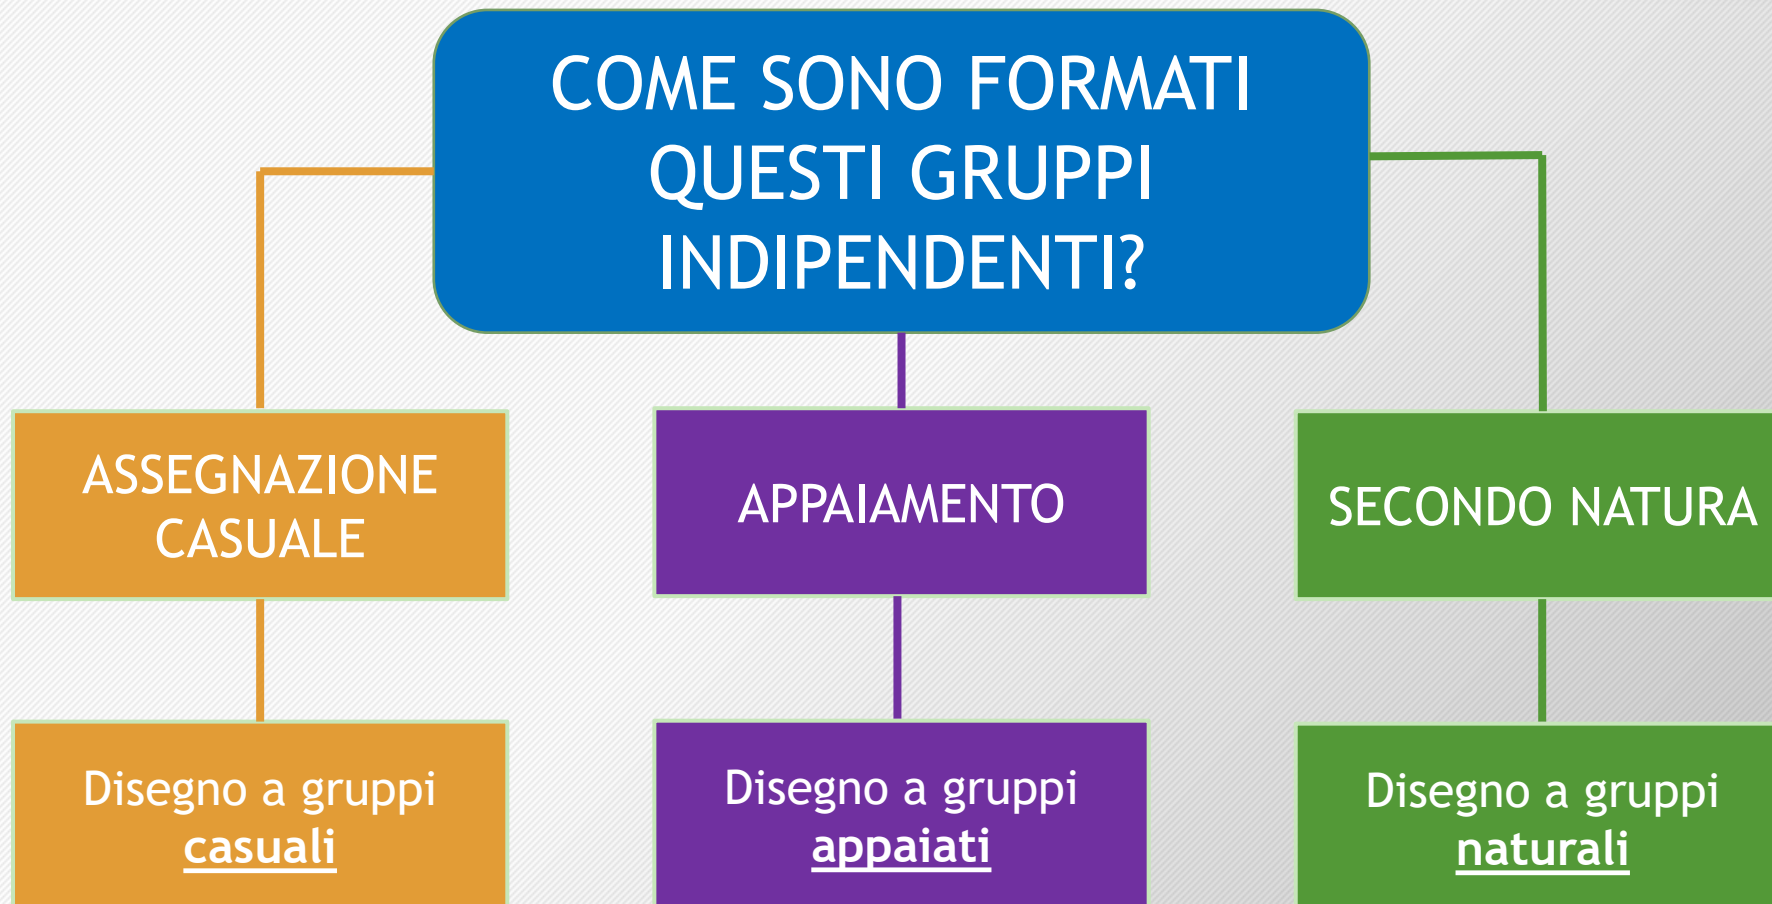 COME SONO FORMATI
QUESTI GRUPPI
INDIPENDENTI?
ASSEGNAZIONE
CASUALE
APPAIAMENTO
SECONDO NATURA
Disegno a gruppi
casuali
Disegno a gruppi
appaiati
Disegno a gruppi
naturali